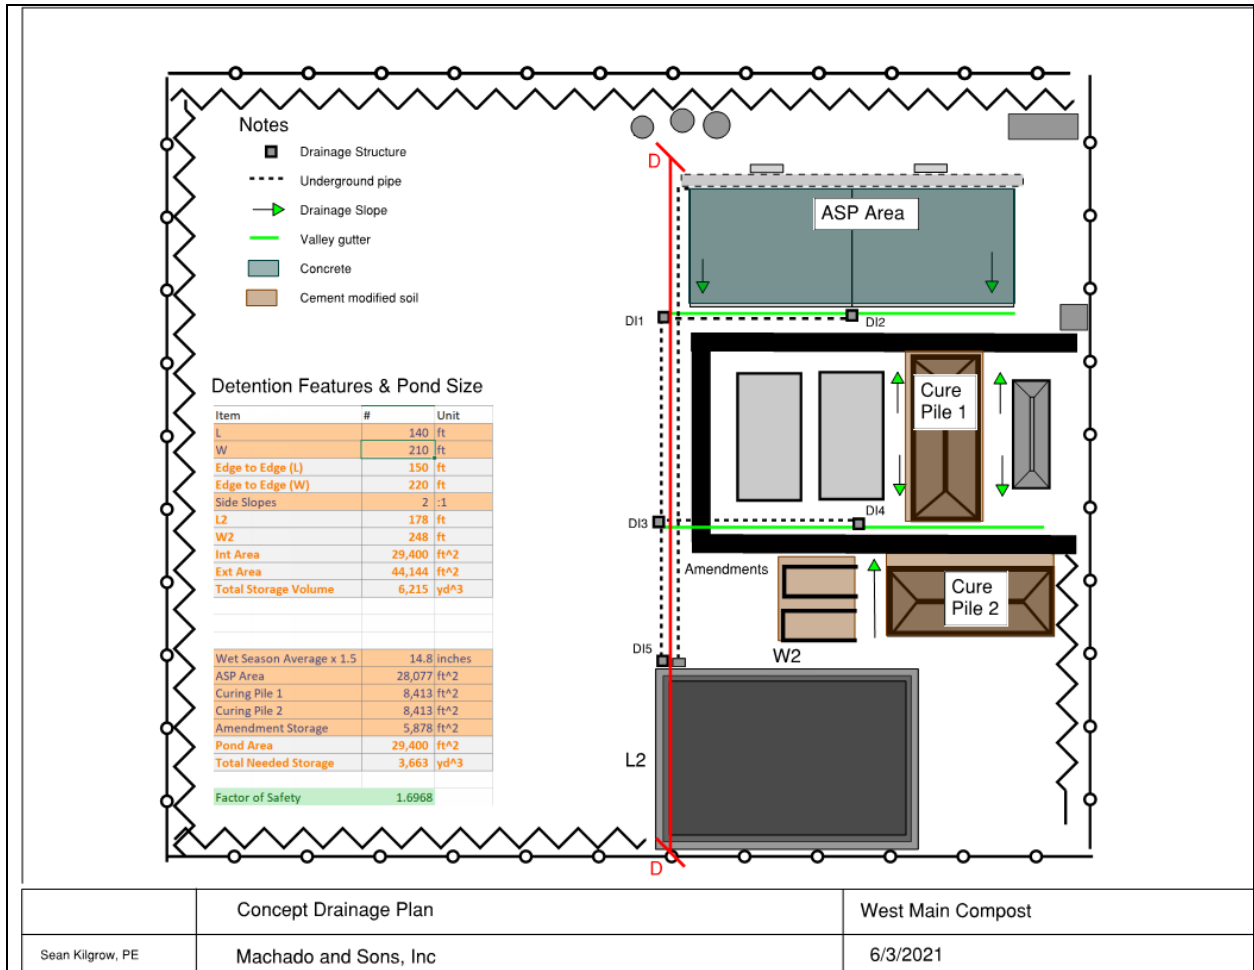 Notes
Drainage Structure
Underground pipe
Drainage Slope
Valley gutter
Concrete
Cement modified soil
Detention Features & Pond Size
Item # Unit
L 140 ft
W 210 ft
Edge to Edge (L) 150 ft
Edge to Edge (W) 220 ft
Side Slopes 2 :1
L2 178 ft
W2 248 ft
Int Area 29,400 ft^2
Ext Area 44,144 ft^2
Total Storage Volume 6,215 yd^3
Wet Season Average x 1.5 14.8 inches
ASP Area 28,077 ft^2
Curing Pile 1 8,413 ft^2
Curing Pile 2 8,413 ft^2
Amendment Storage 5,878 ft^2
Pond Area 29,400 ft^2
Total Needed Storage 3,663 yd^3
Factor of Safety 1.6968
D
ASP Area
DI1
DI2
Cure
Pile 1
DI4
DI3
Amendments
Cure
Pile 2
DI5
W2
L2
D
Concept Drainage Plan
West Main Compost
Sean Kilgrow, PE
Machado and Sons, Inc
6/3/2021